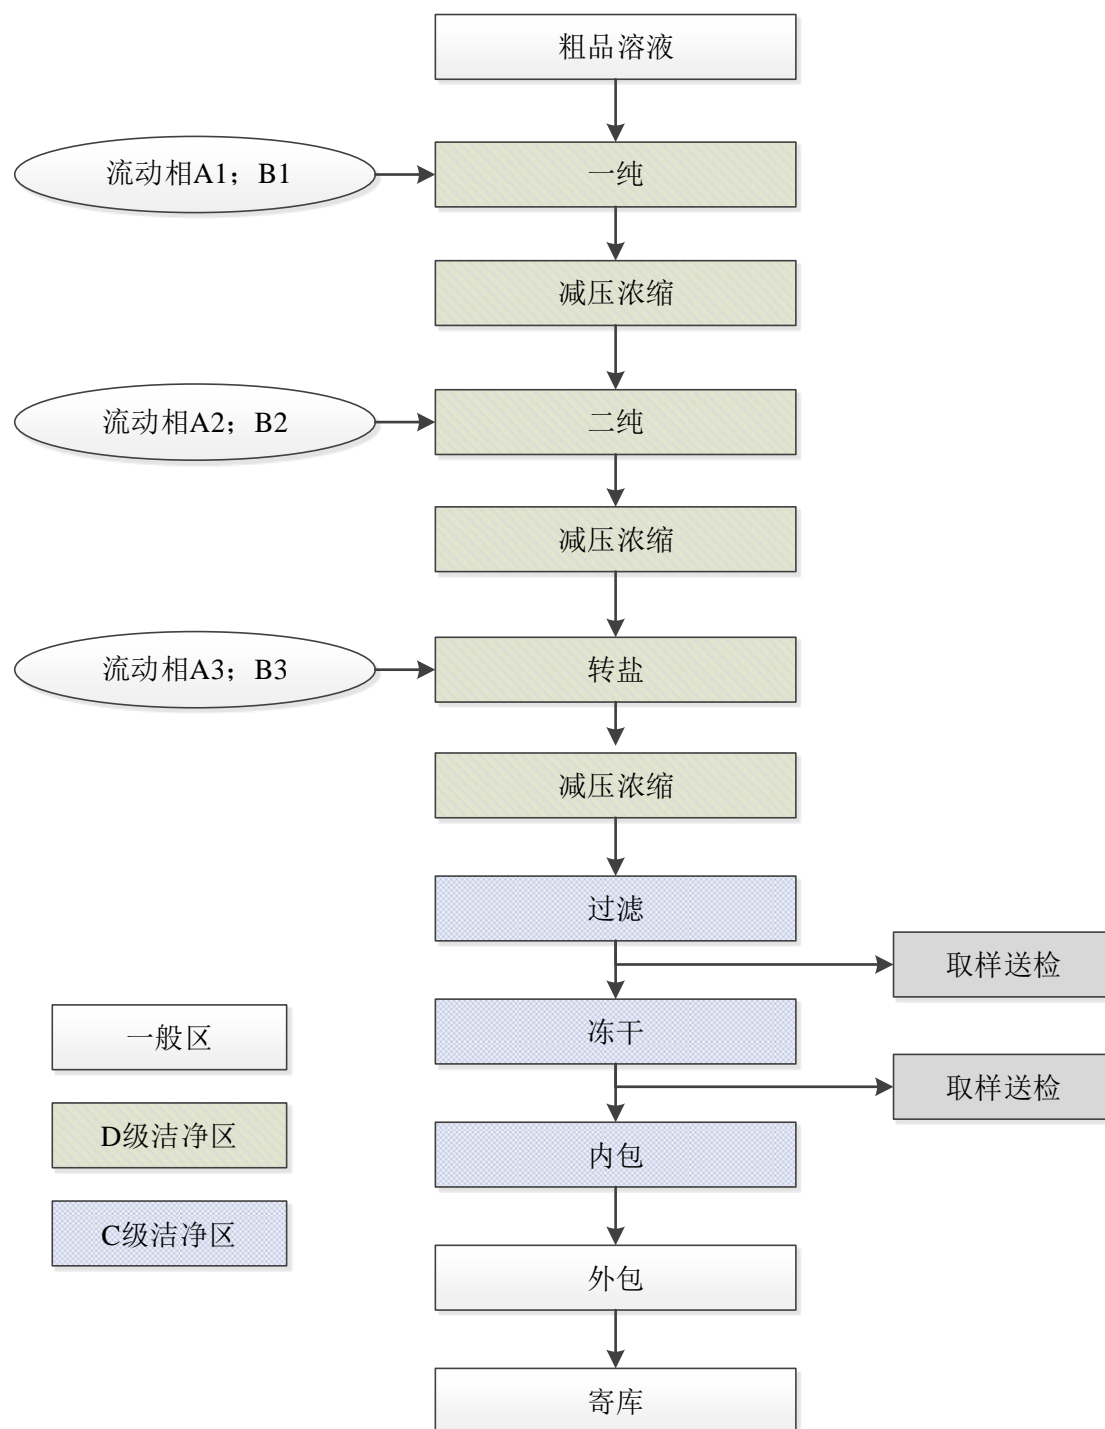 粗品溶液
流动相A1；B1
一纯
减压浓缩
流动相A2；B2
二纯
减压浓缩
流动相A3；B3
转盐
减压浓缩
过滤
取样送检
冻干
取样送检
内包
外包
寄库
一般区
D级洁净区
C级洁净区